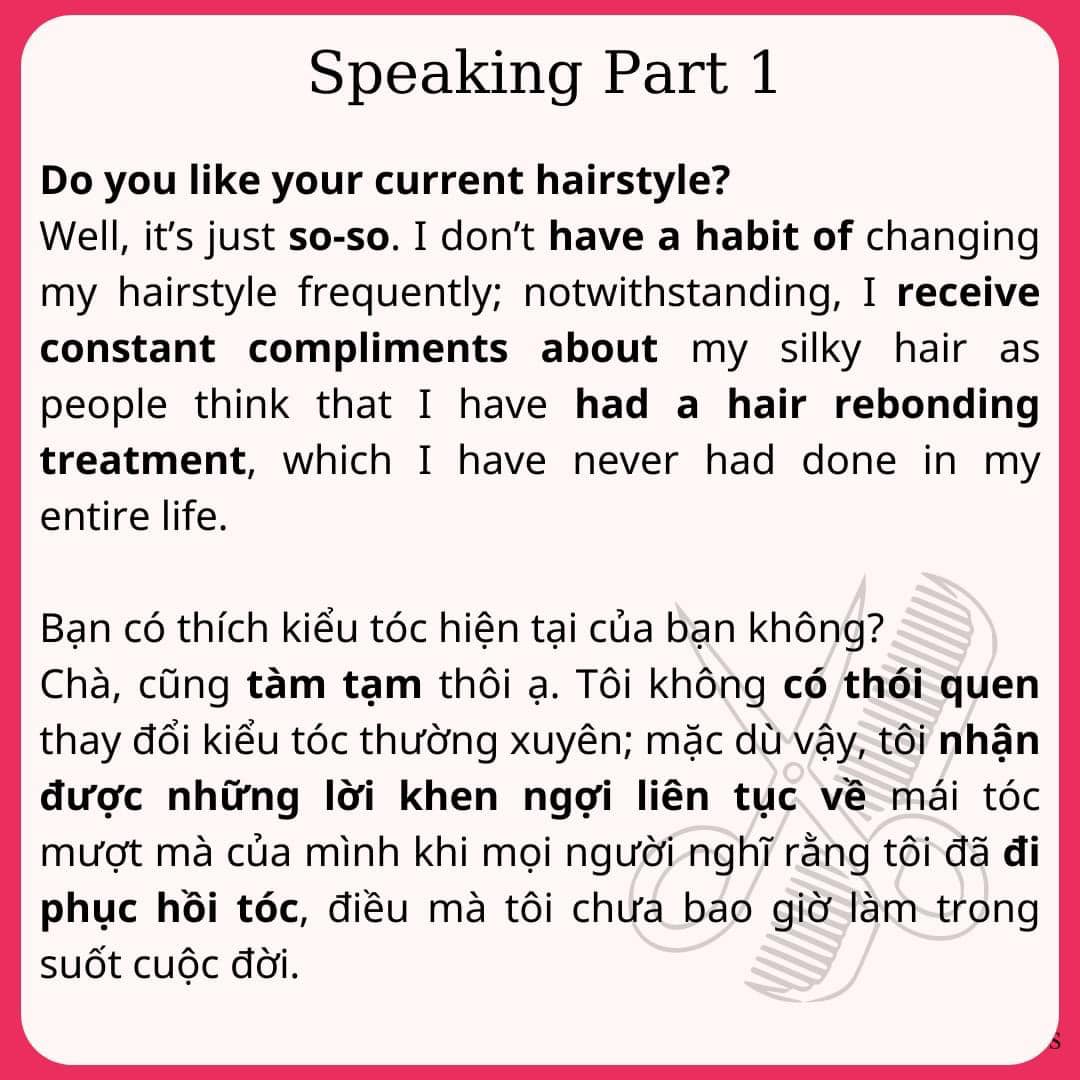 Speaking Part 1
Do you like your current hairstyle?
Well, it’s just so-so. I don’t have a habit of changing
my hairstyle frequently; notwithstanding, I receive
constant compliments about my silky hair as
people think that I have had a hair rebonding
treatment, which I have never had done in my
entire life.
Bạn có thích kiểu tóc hiện tại của bạn không?
Chà, cũng tàm tạm thôi ạ. Tôi không có thói quen
thay đổi kiểu tóc thường xuyên; mặc dù vậy, tôi nhận
được những lời khen ngợi liên tục về mái tóc
mượt mà của mình khi mọi người nghĩ rằng tôi đã đi
phục hồi tóc, điều mà tôi chưa bao giờ làm trong
suốt cuộc đời.